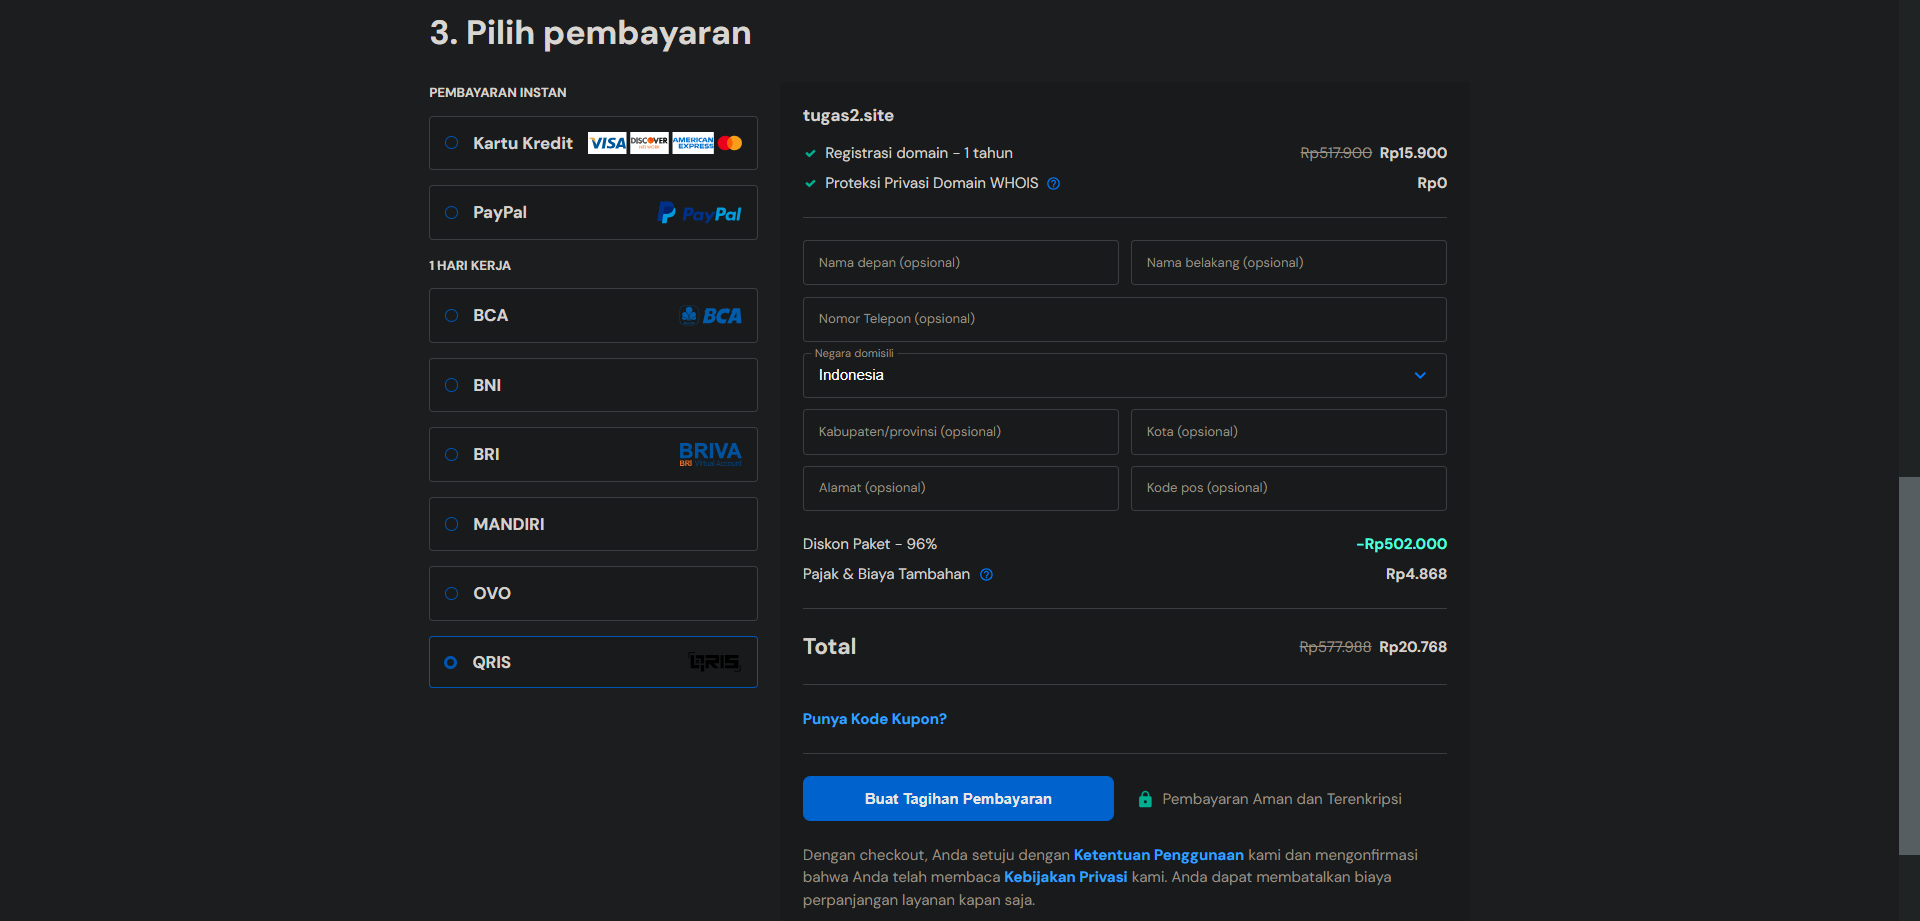 3. Pilih pembayaran
PEMBAYARAN INSTAN
Kartu Kredit VISA DISCOVER NETWORK AMERICAN EXPRESS
PayPal PayPal
1 HARI KERJA
BCA BCA
BNI
BRI BRIVA
BRI Virtual Account
MANDIRI
OVO
QRIS QRIS
tugas2.site
Registrasi domain - 1 tahun Rp517.900 Rp15.900
Proteksi Privasi Domain WHOIS ? Rp0
Nama depan (opsional) Nama belakang (opsional)
Nomor Telepon (opsional)
Negara domisili
Indonesia
Kabupaten/provinsi (opsional) Kota (opsional)
Alamat (opsional) Kode pos (opsional)
Diskon Paket - 96% -Rp502.000
Pajak & Biaya Tambahan ? Rp4.868
Total Rp577.988 Rp20.768
Punya Kode Kupon?
Buat Tagihan Pembayaran Pembayaran Aman dan Terenkripsi
Dengan checkout, Anda setuju dengan Ketentuan Penggunaan kami dan mengonfirmasi
bahwa Anda telah membaca Kebijakan Privasi kami. Anda dapat membatalkan biaya
perpanjangan layanan kapan saja.